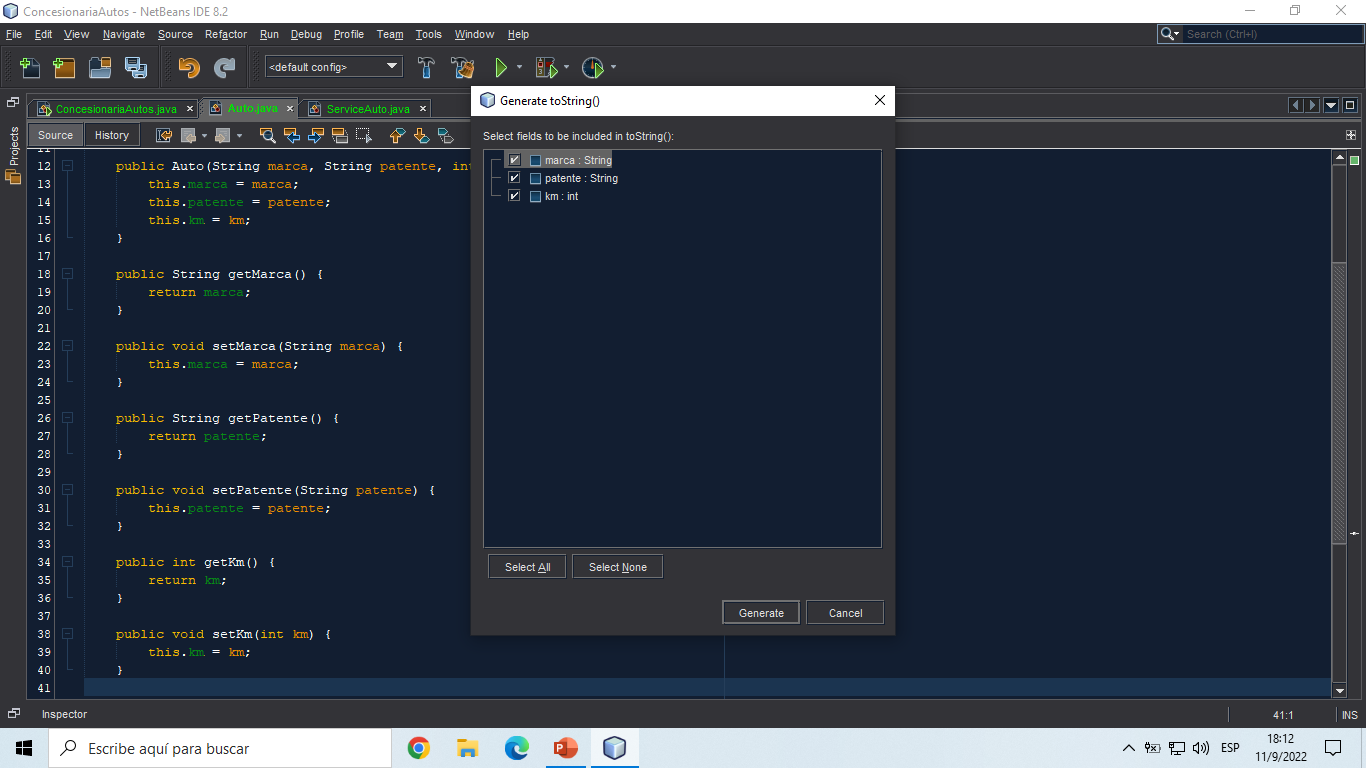 ConcesionariaAutos - NetBeans IDE 8.2
File Edit View Navigate Source Refactor Run Debug Profile Team Tools Window Help
Search (Ctrl+I)
<default config>
ConcesionariaAutos.java Auto.java ServiceAuto.java
Source History
Projects
12 public Auto(String marca, String patente, int
13 this.marca = marca;
14 this.patente = patente;
15 this.km = km;
16 }
17
18 public String getMarca() {
19 return marca;
20 }
21
22 public void setMarca(String marca) {
23 this.marca = marca;
24 }
25
26 public String getPatente() {
27 return patente;
28 }
29
30 public void setPatente(String patente) {
31 this.patente = patente;
32 }
33
34 public int getKm() {
35 return km;
36 }
37
38 public void setKm(int km) {
39 this.km = km;
40 }
41
Generate toString()
Select fields to be included in toString():
marca : String
patente : String
km : int
Select All Select None
Generate Cancel
Inspector
41:1 INS
Escribe aquí para buscar
ESP
18:12
11/9/2022